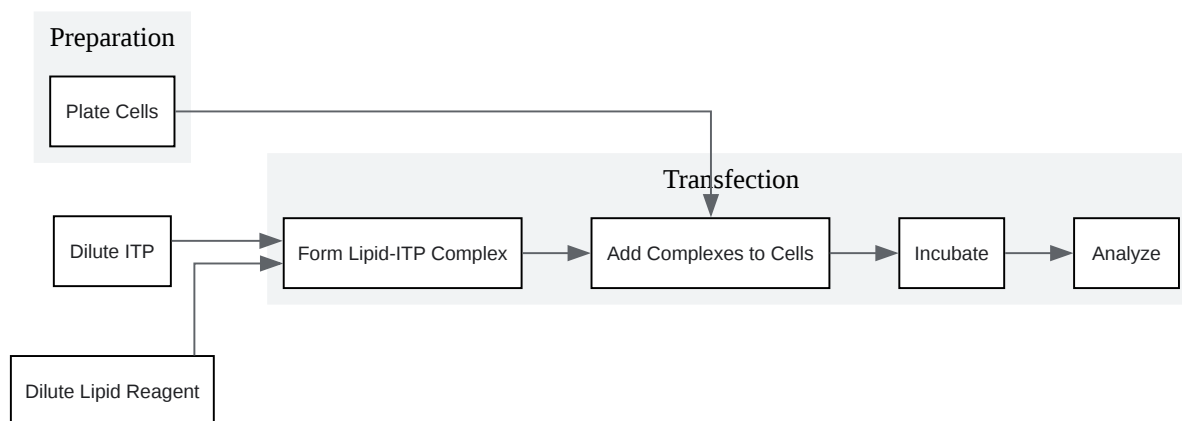 Preparation
Plate Cells
Transfection
Dilute ITP
Form Lipid-ITP Complex
Add Complexes to Cells
Incubate
Analyze
Dilute Lipid Reagent